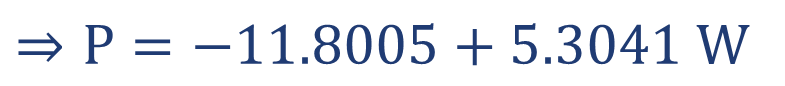 ⇒ P = −11.8005 + 5.3041 W